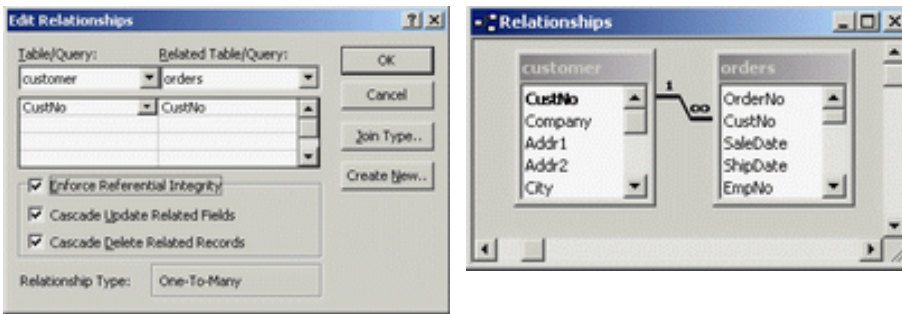 Edit Relationships
Table/Query: Related Table/Query:
customer orders
CustNo CustNo
Enforce Referential Integrity
Cascade Update Related Fields
Cascade Delete Related Records
Relationship Type: One-To-Many
OK
Cancel
Join Type..
Create New..
Relationships
customer
CustNo
Company
Addr1
Addr2
City
1 ∞
orders
OrderNo
CustNo
SaleDate
ShipDate
EmpNo